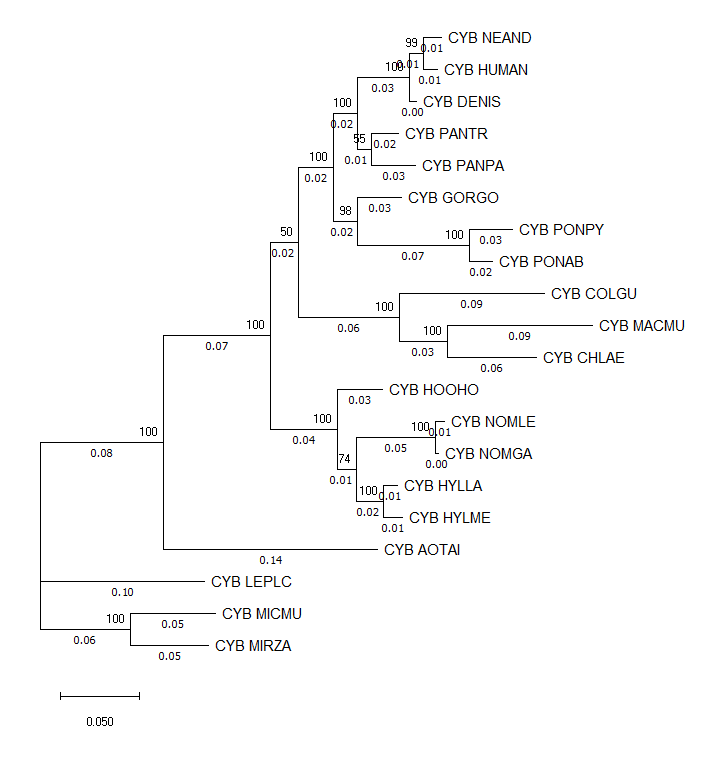 CYB NEAND
99
0.01
100
0.01
CYB HUMAN
0.01
0.03
100
CYB DENIS
0.00
0.02
55
0.02
CYB PANTR
100
0.01
CYB PANPA
0.03
0.02
98
0.03
CYB GORGO
0.02
100
0.03
CYB PONPY
50
0.07
CYB PONAB
0.02
0.02
CYB COLGU
0.09
100
0.06
100
CYB MACMU
0.09
100
0.03
0.07
CYB CHLAE
0.06
CYB HOOHO
0.03
100
0.04
100
CYB NOMLE
0.01
100
0.05
0.08
CYB NOMGA
0.00
74
0.01
100
CYB HYLLA
0.01
0.02
CYB HYLME
0.01
CYB AOTAI
0.14
CYB LEPLC
0.10
CYB MICMU
100
0.05
0.06
CYB MIRZA
0.05
0.050